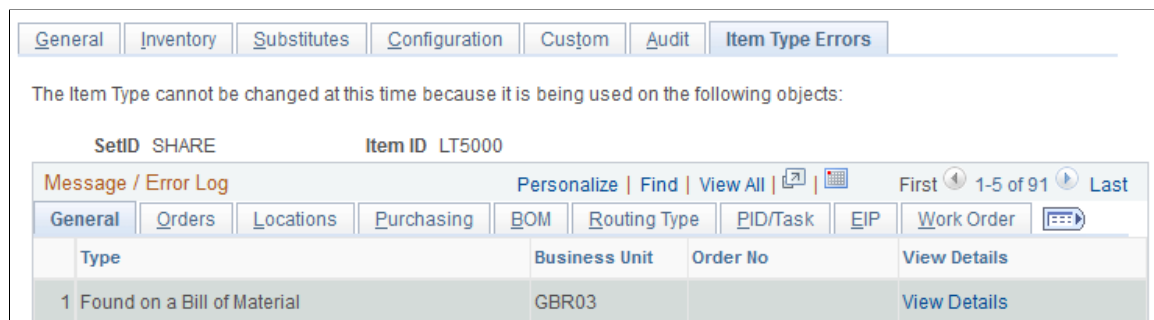 General Inventory Substitutes Configuration Custom Audit Item Type Errors
The Item Type cannot be changed at this time because it is being used on the following objects:
SetID SHARE Item ID LT5000
Message / Error Log Personalize | Find | View All | | First 1-5 of 91 Last
General Orders Locations Purchasing BOM Routing Type PID/Task EIP Work Order
Type Business Unit Order No View Details
1 Found on a Bill of Material GBR03 View Details